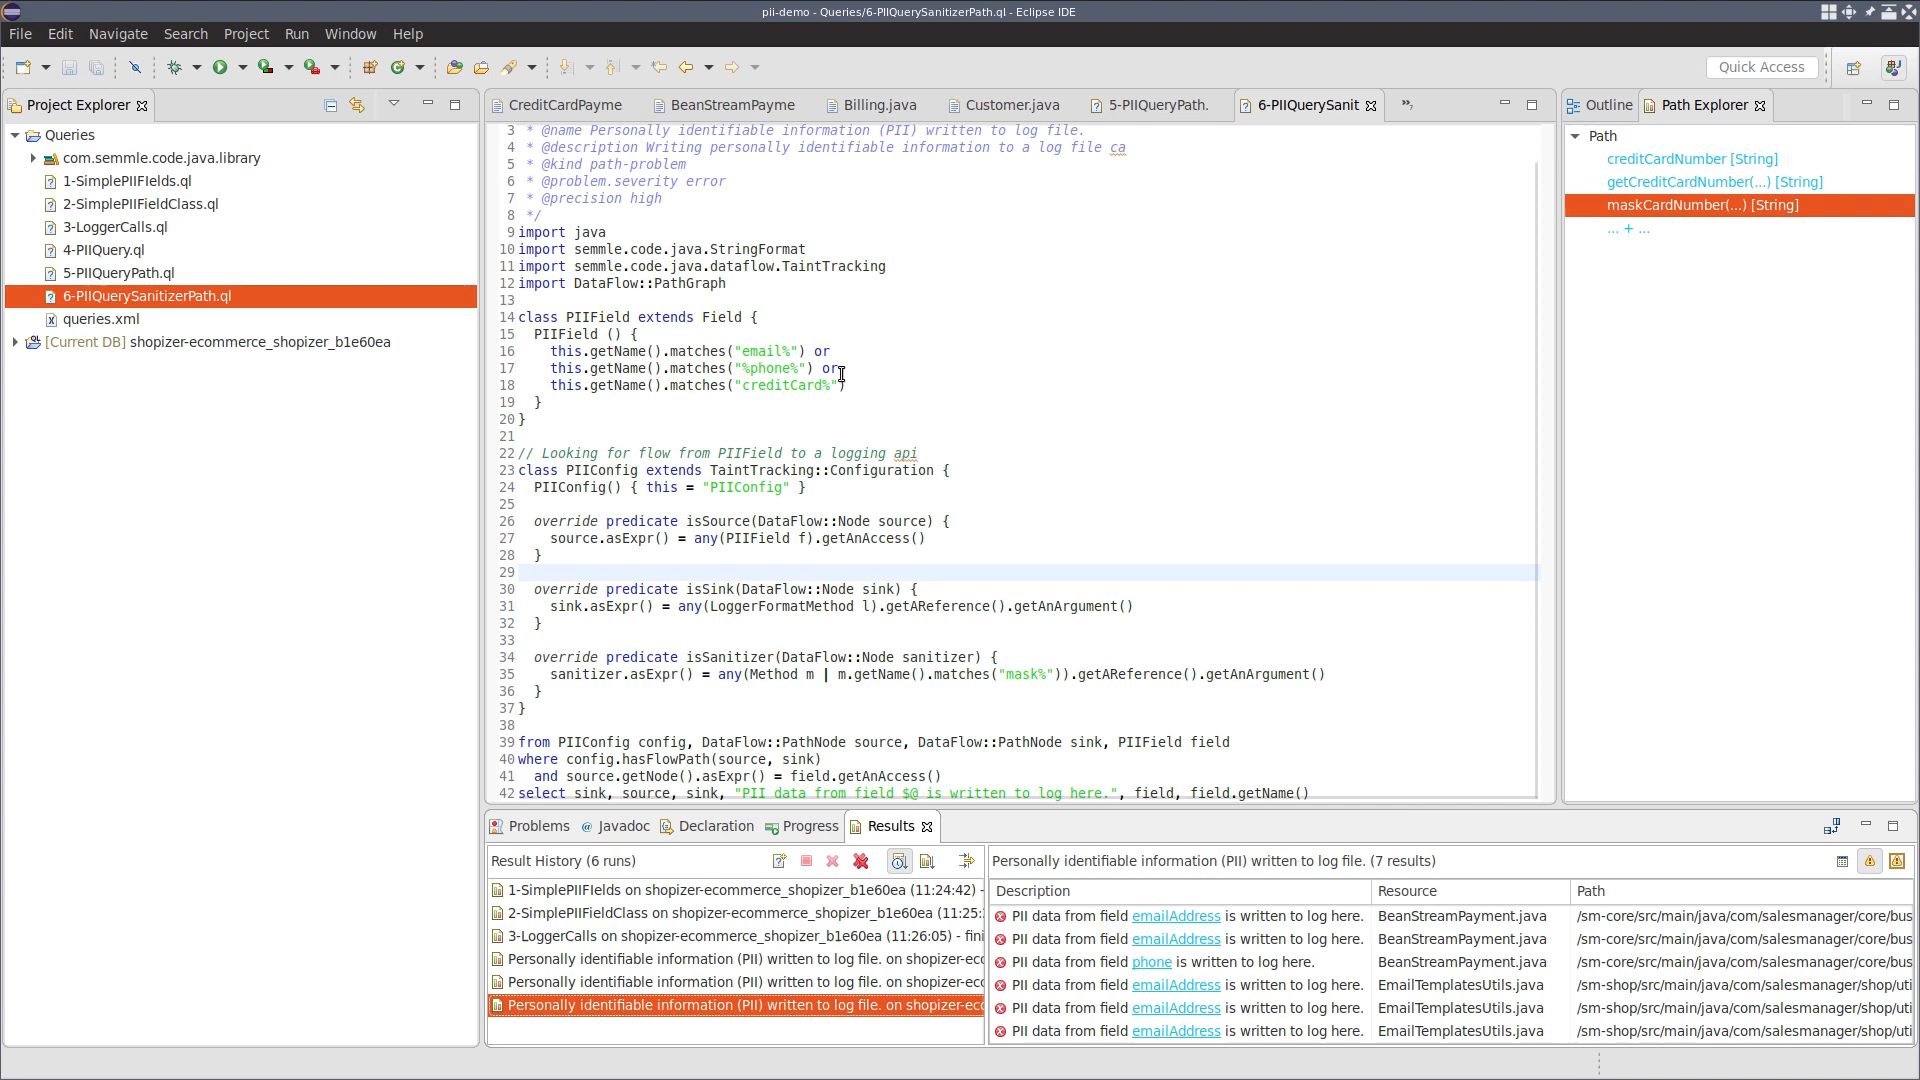 pii-demo - Queries/6-PIIQuerySanitizerPath.ql - Eclipse IDE
File Edit Navigate Search Project Run Window Help
Quick Access
Project Explorer
Queries
com.semmle.code.java.library
1-SimplePIIFIelds.ql
2-SimplePIIFieldClass.ql
3-LoggerCalls.ql
4-PIIQuery.ql
5-PIIQueryPath.ql
6-PIIQuerySanitizerPath.ql
queries.xml
[Current DB] shopizer-ecommerce_shopizer_b1e60ea
CreditCardPayme BeanStreamPayme Billing.java Customer.java 5-PIIQueryPath. 6-PIIQuerySanit »7
3 * @name Personally identifiable information (PII) written to log file.
4 * @description Writing personally identifiable information to a log file ca
5 * @kind path-problem
6 * @problem.severity error
7 * @precision high
8 */
9 import java
10 import semmle.code.java.StringFormat
11 import semmle.code.java.dataflow.TaintTracking
12 import DataFlow::PathGraph
13
14 class PIIField extends Field {
15 PIIField () {
16 this.getName().matches("email%") or
17 this.getName().matches("%phone%") or
18 this.getName().matches("creditCard%")
19 }
20 }
21
22 // Looking for flow from PIIField to a logging api
23 class PIIConfig extends TaintTracking::Configuration {
24 PIIConfig() { this = "PIIConfig" }
25
26 override predicate isSource(DataFlow::Node source) {
27 source.asExpr() = any(PIIField f).getAnAccess()
28 }
29
30 override predicate isSink(DataFlow::Node sink) {
31 sink.asExpr() = any(LoggerFormatMethod l).getAReference().getAnArgument()
32 }
33
34 override predicate isSanitizer(DataFlow::Node sanitizer) {
35 sanitizer.asExpr() = any(Method m | m.getName().matches("mask%")).getAReference().getAnArgument()
36 }
37 }
38
39 from PIIConfig config, DataFlow::PathNode source, DataFlow::PathNode sink, PIIField field
40 where config.hasFlowPath(source, sink)
41 and source.getNode().asExpr() = field.getAnAccess()
42 select sink, source, sink, "PII data from field $@ is written to log here.", field, field.getName()
Outline Path Explorer
Path
creditCardNumber [String]
getCreditCardNumber(...) [String]
maskCardNumber(...) [String]
... + ...
Problems @ Javadoc Declaration Progress Results
Result History (6 runs)
1-SimplePIIFIelds on shopizer-ecommerce_shopizer_b1e60ea (11:24:42) -
2-SimplePIIFieldClass on shopizer-ecommerce_shopizer_b1e60ea (11:25:
3-LoggerCalls on shopizer-ecommerce_shopizer_b1e60ea (11:26:05) - fini
Personally identifiable information (PII) written to log file. on shopizer-ec
Personally identifiable information (PII) written to log file. on shopizer-ec
Personally identifiable information (PII) written to log file. on shopizer-ec
Personally identifiable information (PII) written to log file. (7 results)
Description Resource Path
PII data from field emailAddress is written to log here. BeanStreamPayment.java /sm-core/src/main/java/com/salesmanager/core/bus
PII data from field emailAddress is written to log here. BeanStreamPayment.java /sm-core/src/main/java/com/salesmanager/core/bus
PII data from field phone is written to log here. BeanStreamPayment.java /sm-core/src/main/java/com/salesmanager/core/bus
PII data from field emailAddress is written to log here. EmailTemplatesUtils.java /sm-shop/src/main/java/com/salesmanager/shop/uti
PII data from field emailAddress is written to log here. EmailTemplatesUtils.java /sm-shop/src/main/java/com/salesmanager/shop/uti
PII data from field emailAddress is written to log here. EmailTemplatesUtils.java /sm-shop/src/main/java/com/salesmanager/shop/uti